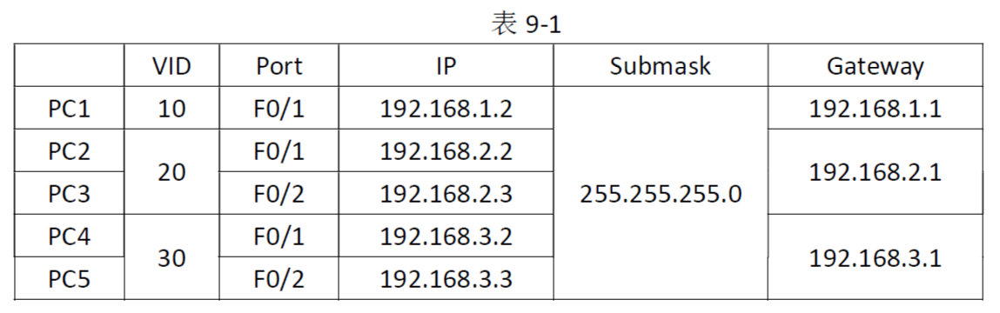 表 9-1
VID Port IP Submask Gateway
PC1 10 F0/1 192.168.1.2 255.255.255.0 192.168.1.1
PC2 20 F0/1 192.168.2.2 192.168.2.1
PC3 F0/2 192.168.2.3
PC4 30 F0/1 192.168.3.2 192.168.3.1
PC5 F0/2 192.168.3.3